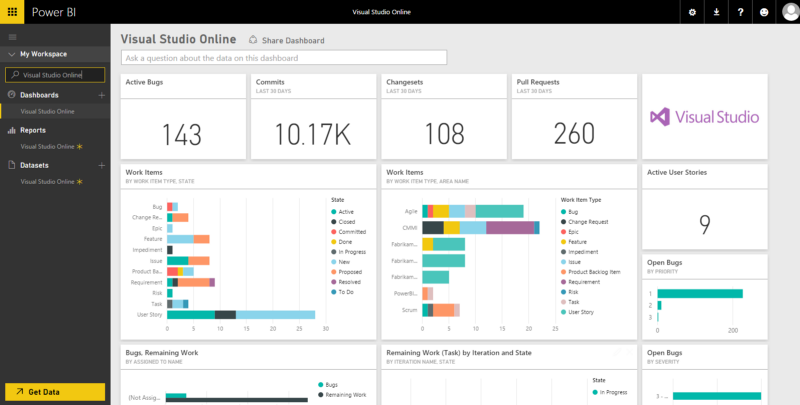 Power BI
Visual Studio Online
?
My Workspace
Visual Studio Online
Dashboards
Visual Studio Online
Reports
Visual Studio Online
Datasets
Visual Studio Online
Get Data
Visual Studio Online
Share Dashboard
Ask a question about the data on this dashboard
Active Bugs
143
Commits
LAST 30 DAYS
10.17K
Changesets
LAST 30 DAYS
108
Pull Requests
LAST 30 DAYS
260
Visual Studio
Work Items
BY WORK ITEM TYPE, STATE
Bug
Change Re...
Epic
Feature
Impediment
Issue
Product Ba...
Requirement
Risk
Task
User Story
0 5 10 15 20 25 30
State
Active
Closed
Committed
Done
In Progress
New
Proposed
Resolved
To Do
Work Items
BY WORK ITEM TYPE, AREA NAME
Agile
CMMI
Fabrikam...
Fabrikam...
Fabrikam...
PowerBI...
Scrum
0 5 10 15 20 25
Work Item Type
Bug
Change Request
Epic
Feature
Impediment
Issue
Product Backlog Item
Requirement
Risk
Task
User Story
Active User Stories
9
Open Bugs
BY PRIORITY
1
2
3
0 200
Bugs, Remaining Work
BY ASSIGNED TO NAME
(Not Assig...
Bugs
Remaining Work
Remaining Work (Task) by Iteration and State
BY ITERATION NAME, STATE
State
In Progress
Open Bugs
BY SEVERITY
3 - ...